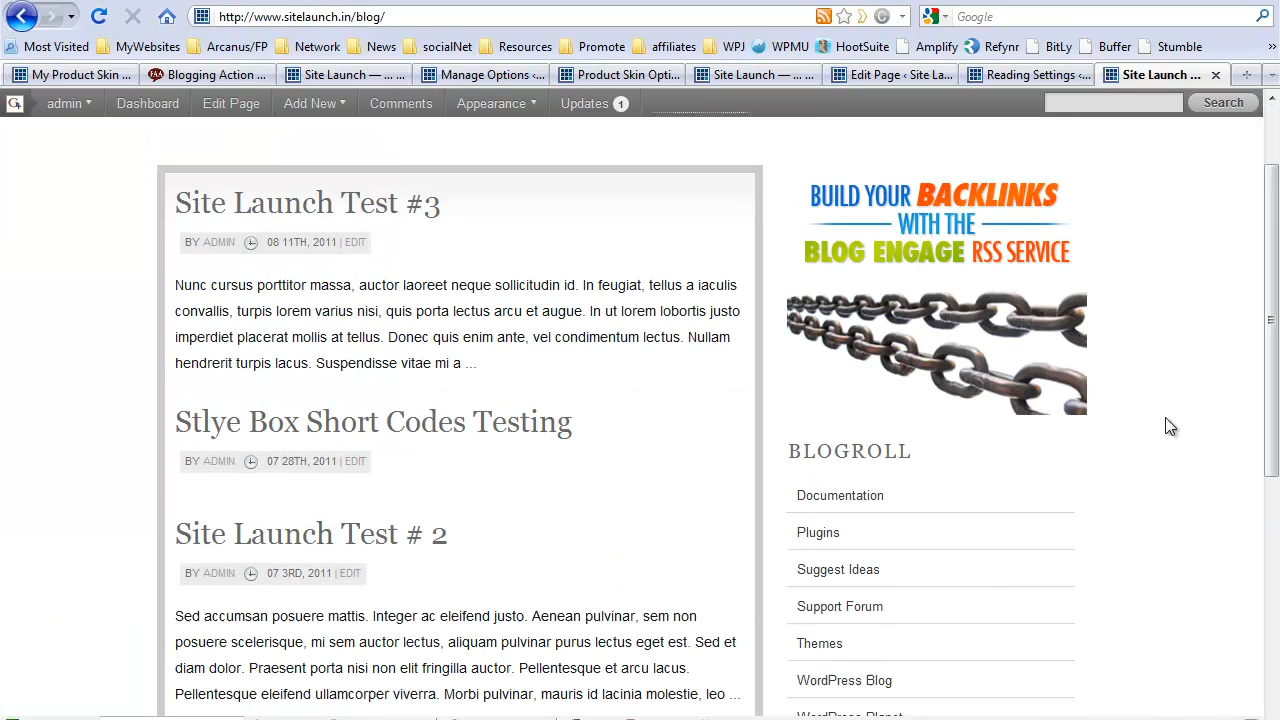 http://www.sitelaunch.in/blog/
Google
Most Visited MyWebsites Arcanus/FP Network News socialNet Resources Promote affiliates WPJ WPMU HootSuite Amplify Refynr BitLy Buffer Stumble »
My Product Skin ... Blogging Action ... Site Launch — ... Manage Options ‹... Product Skin Opti... Site Launch — ... Edit Page ‹ Site La... Reading Settings ‹... Site Launch ...
admin Dashboard Edit Page Add New Comments Appearance Updates 1 Search
Site Launch Test #3
BY ADMIN 08 11TH, 2011 | EDIT
Nunc cursus porttitor massa, auctor laoreet neque sollicitudin id. In feugiat, tellus a iaculis
convallis, turpis diam varius nisi, quis porta lectus arcu et augue. In ut lorem lobortis justo
imperdiet placerat mollis at tellus. Donec quis enim ante, vel condimentum lectus. Nullam
hendrerit turpis lacus. Suspendisse vitae mi a ...
Stlye Box Short Codes Testing
BY ADMIN 07 28TH, 2011 | EDIT
Site Launch Test # 2
BY ADMIN 07 3RD, 2011 | EDIT
Sed accumsan posuere mattis. Integer ac eleifend justo. Aenean pulvinar, sem non
posuere scelerisque, mi sem auctor lectus, aliquam pulvinar purus lectus eget est. Sed et
diam dolor. Praesent porta nisi non elit fringilla auctor. Pellentesque et arcu lacus.
Pellentesque eleifend ullamcorper viverra. Morbi pulvinar, mauris id lacinia molestie, leo ...
BUILD YOUR BACKLINKS
WITH THE
BLOG ENGAGE RSS SERVICE
BLOGROLL
Documentation
Plugins
Suggest Ideas
Support Forum
Themes
WordPress Blog
WordPress Planet